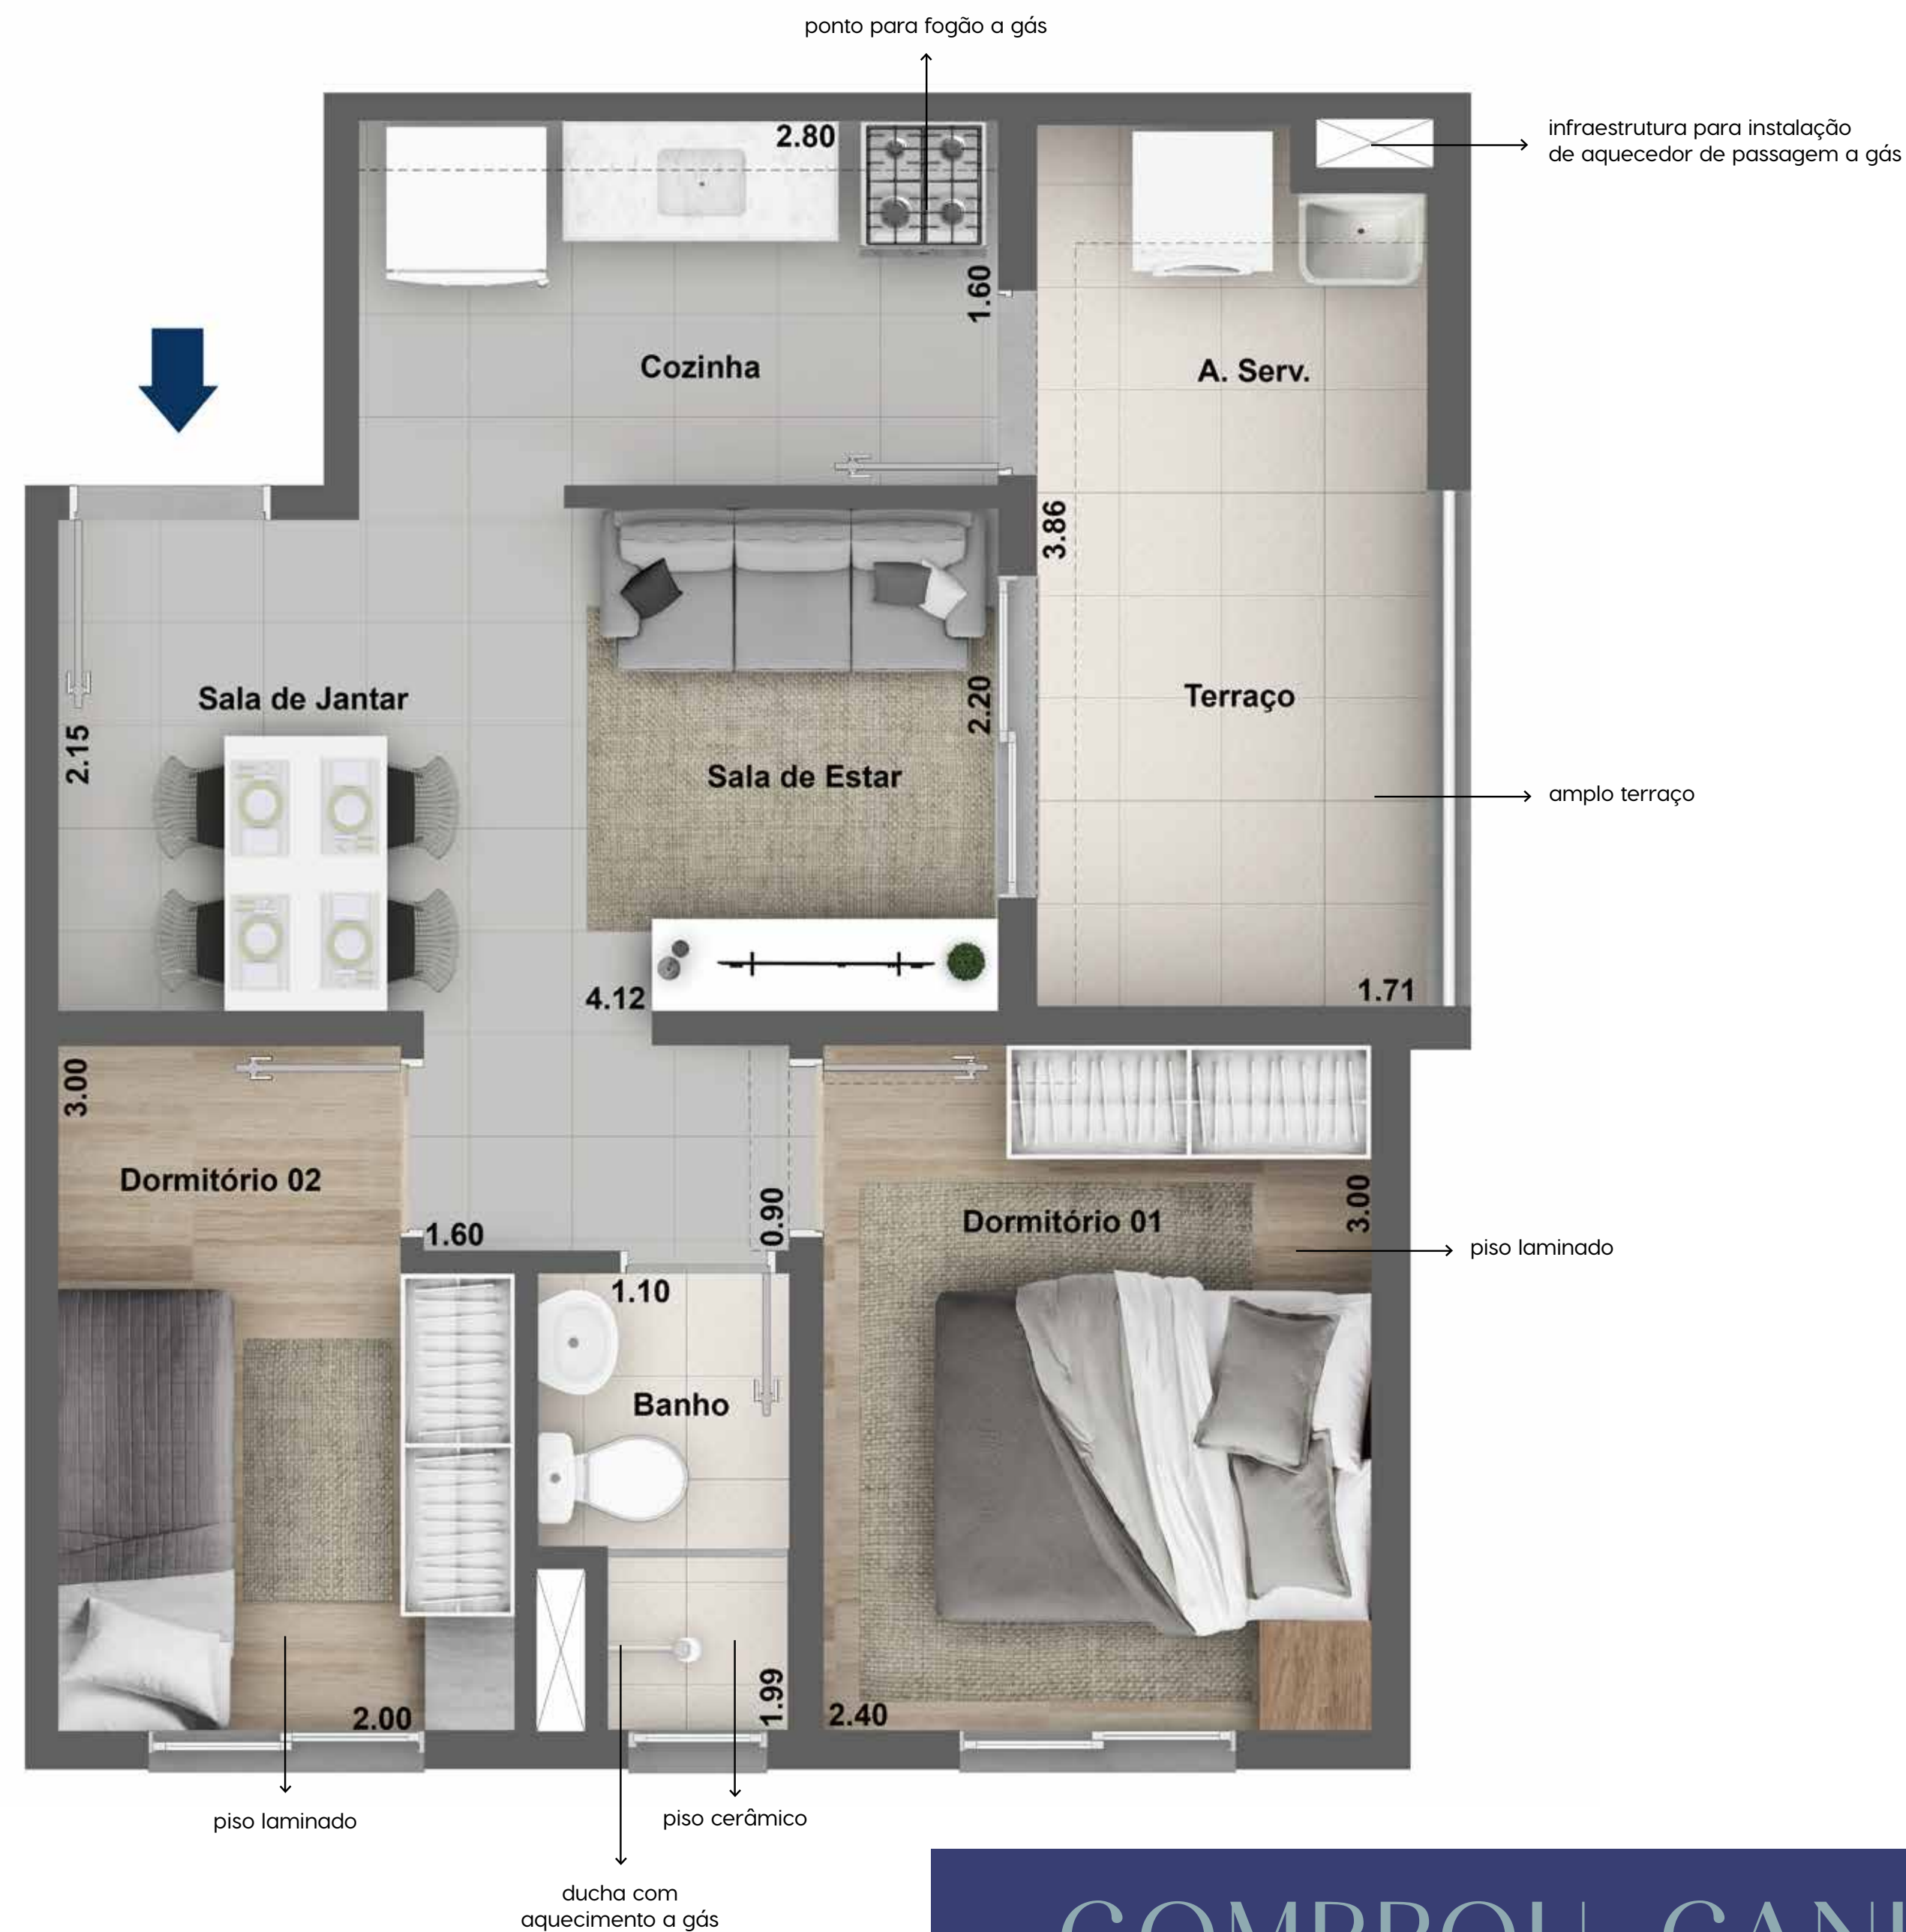 ponto para fogão a gás
infraestrutura para instalação
de aquecedor de passagem a gás
2.80
1.60
Cozinha
A. Serv.
3.86
Sala de Jantar
2.15
2.20
Terraço
Sala de Estar
amplo terraço
4.12
1.71
3.00
Dormitório 02
1.60
0.90
Dormitório 01
3.00
piso laminado
1.10
Banho
1.99
2.00
2.40
piso laminado
piso cerâmico
ducha com
aquecimento a gás
COMPROU